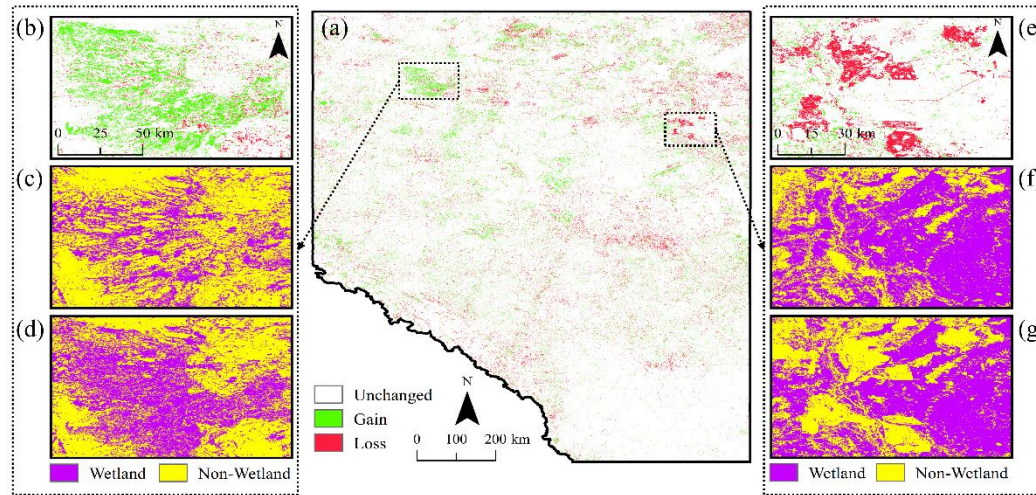 (b)
N
0 25 50 km
(c)
(d)
Wetland Non-Wetland
(a)
Unchanged
Gain
Loss
N
0 100 200 km
(e)
N
0 15 30 km
(f)
(g)
Wetland Non-Wetland